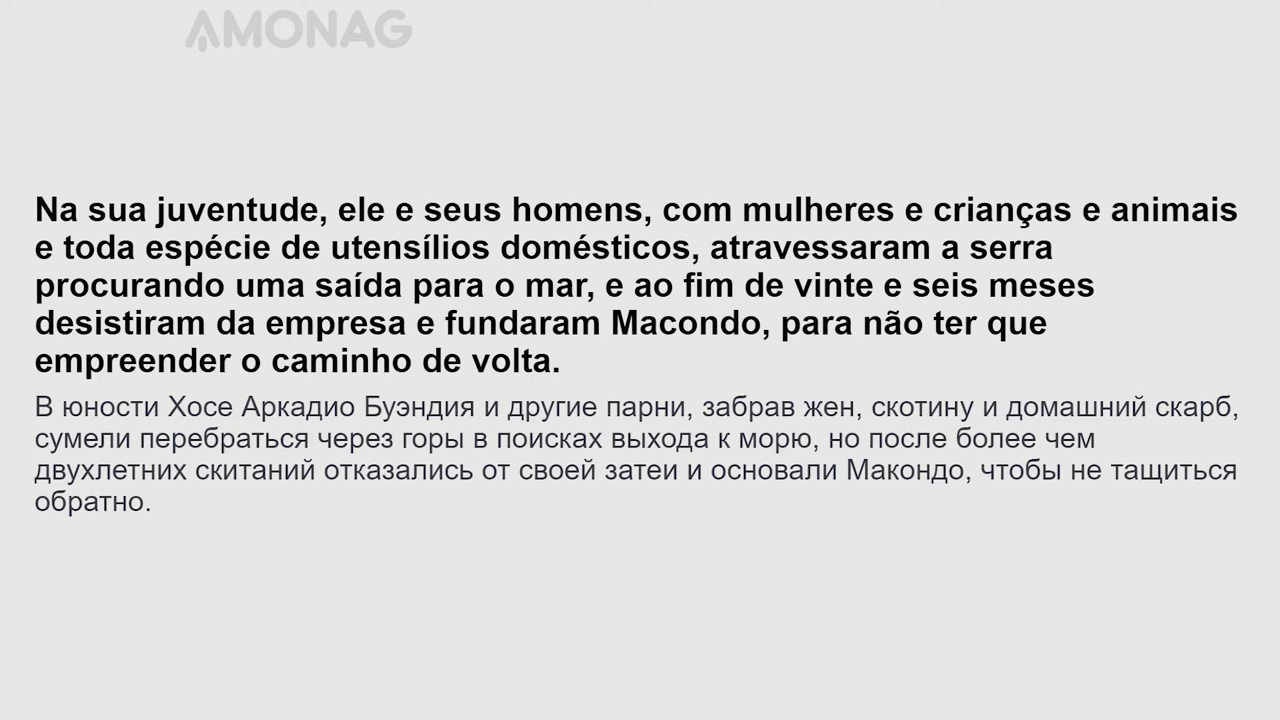 AMONAG
Na sua juventude, ele e seus homens, com mulheres e crianças e animais
e toda espécie de utensílios domésticos, atravessaram a serra
procurando uma saída para o mar, e ao fim de vinte e seis meses
desistiram da empresa e fundaram Macondo, para não ter que
empreender o caminho de volta.
В юности Хосе Аркадио Буэндия и другие парни, забрав жен, скотину и домашний скарб,
сумели перебраться через горы в поисках выхода к морю, но после более чем
двухлетних скитаний отказались от своей затеи и основали Макондо, чтобы не тащиться
обратно.